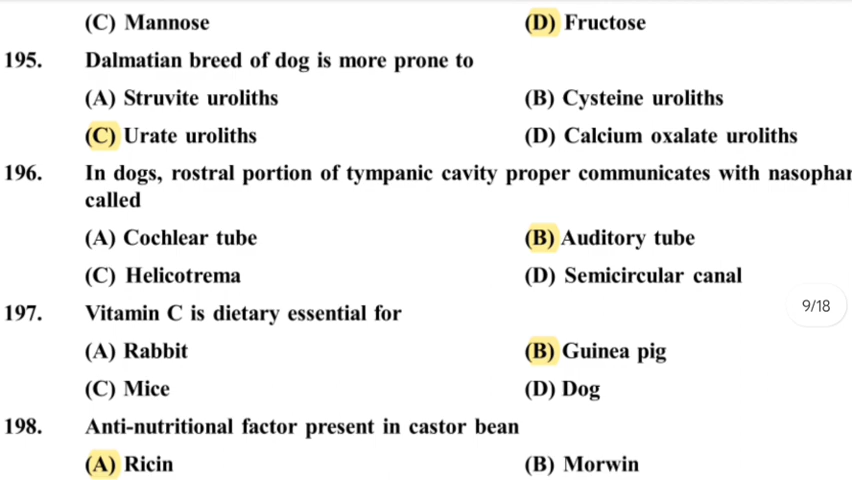 (C) Mannose (D) Fructose
195. Dalmatian breed of dog is more prone to
(A) Struvite uroliths (B) Cysteine uroliths
(C) Urate uroliths (D) Calcium oxalate uroliths
196. In dogs, rostral portion of tympanic cavity proper communicates with nasophar
called
(A) Cochlear tube (B) Auditory tube
(C) Helicotrema (D) Semicircular canal
197. Vitamin C is dietary essential for
9/18
(A) Rabbit (B) Guinea pig
(C) Mice (D) Dog
198. Anti-nutritional factor present in castor bean
(A) Ricin (B) Morwin